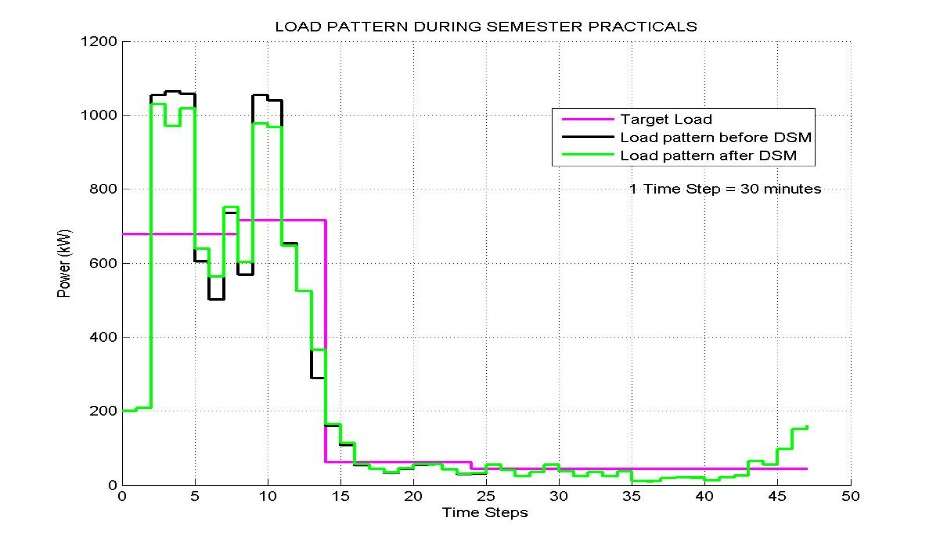 LOAD PATTERN DURING SEMESTER PRACTICALS
1200
1000
800
600
400
200
0
Power (kW)
Target Load
Load pattern before DSM
Load pattern after DSM
1 Time Step = 30 minutes
0 5 10 15 20 25 30 35 40 45 50
Time Steps